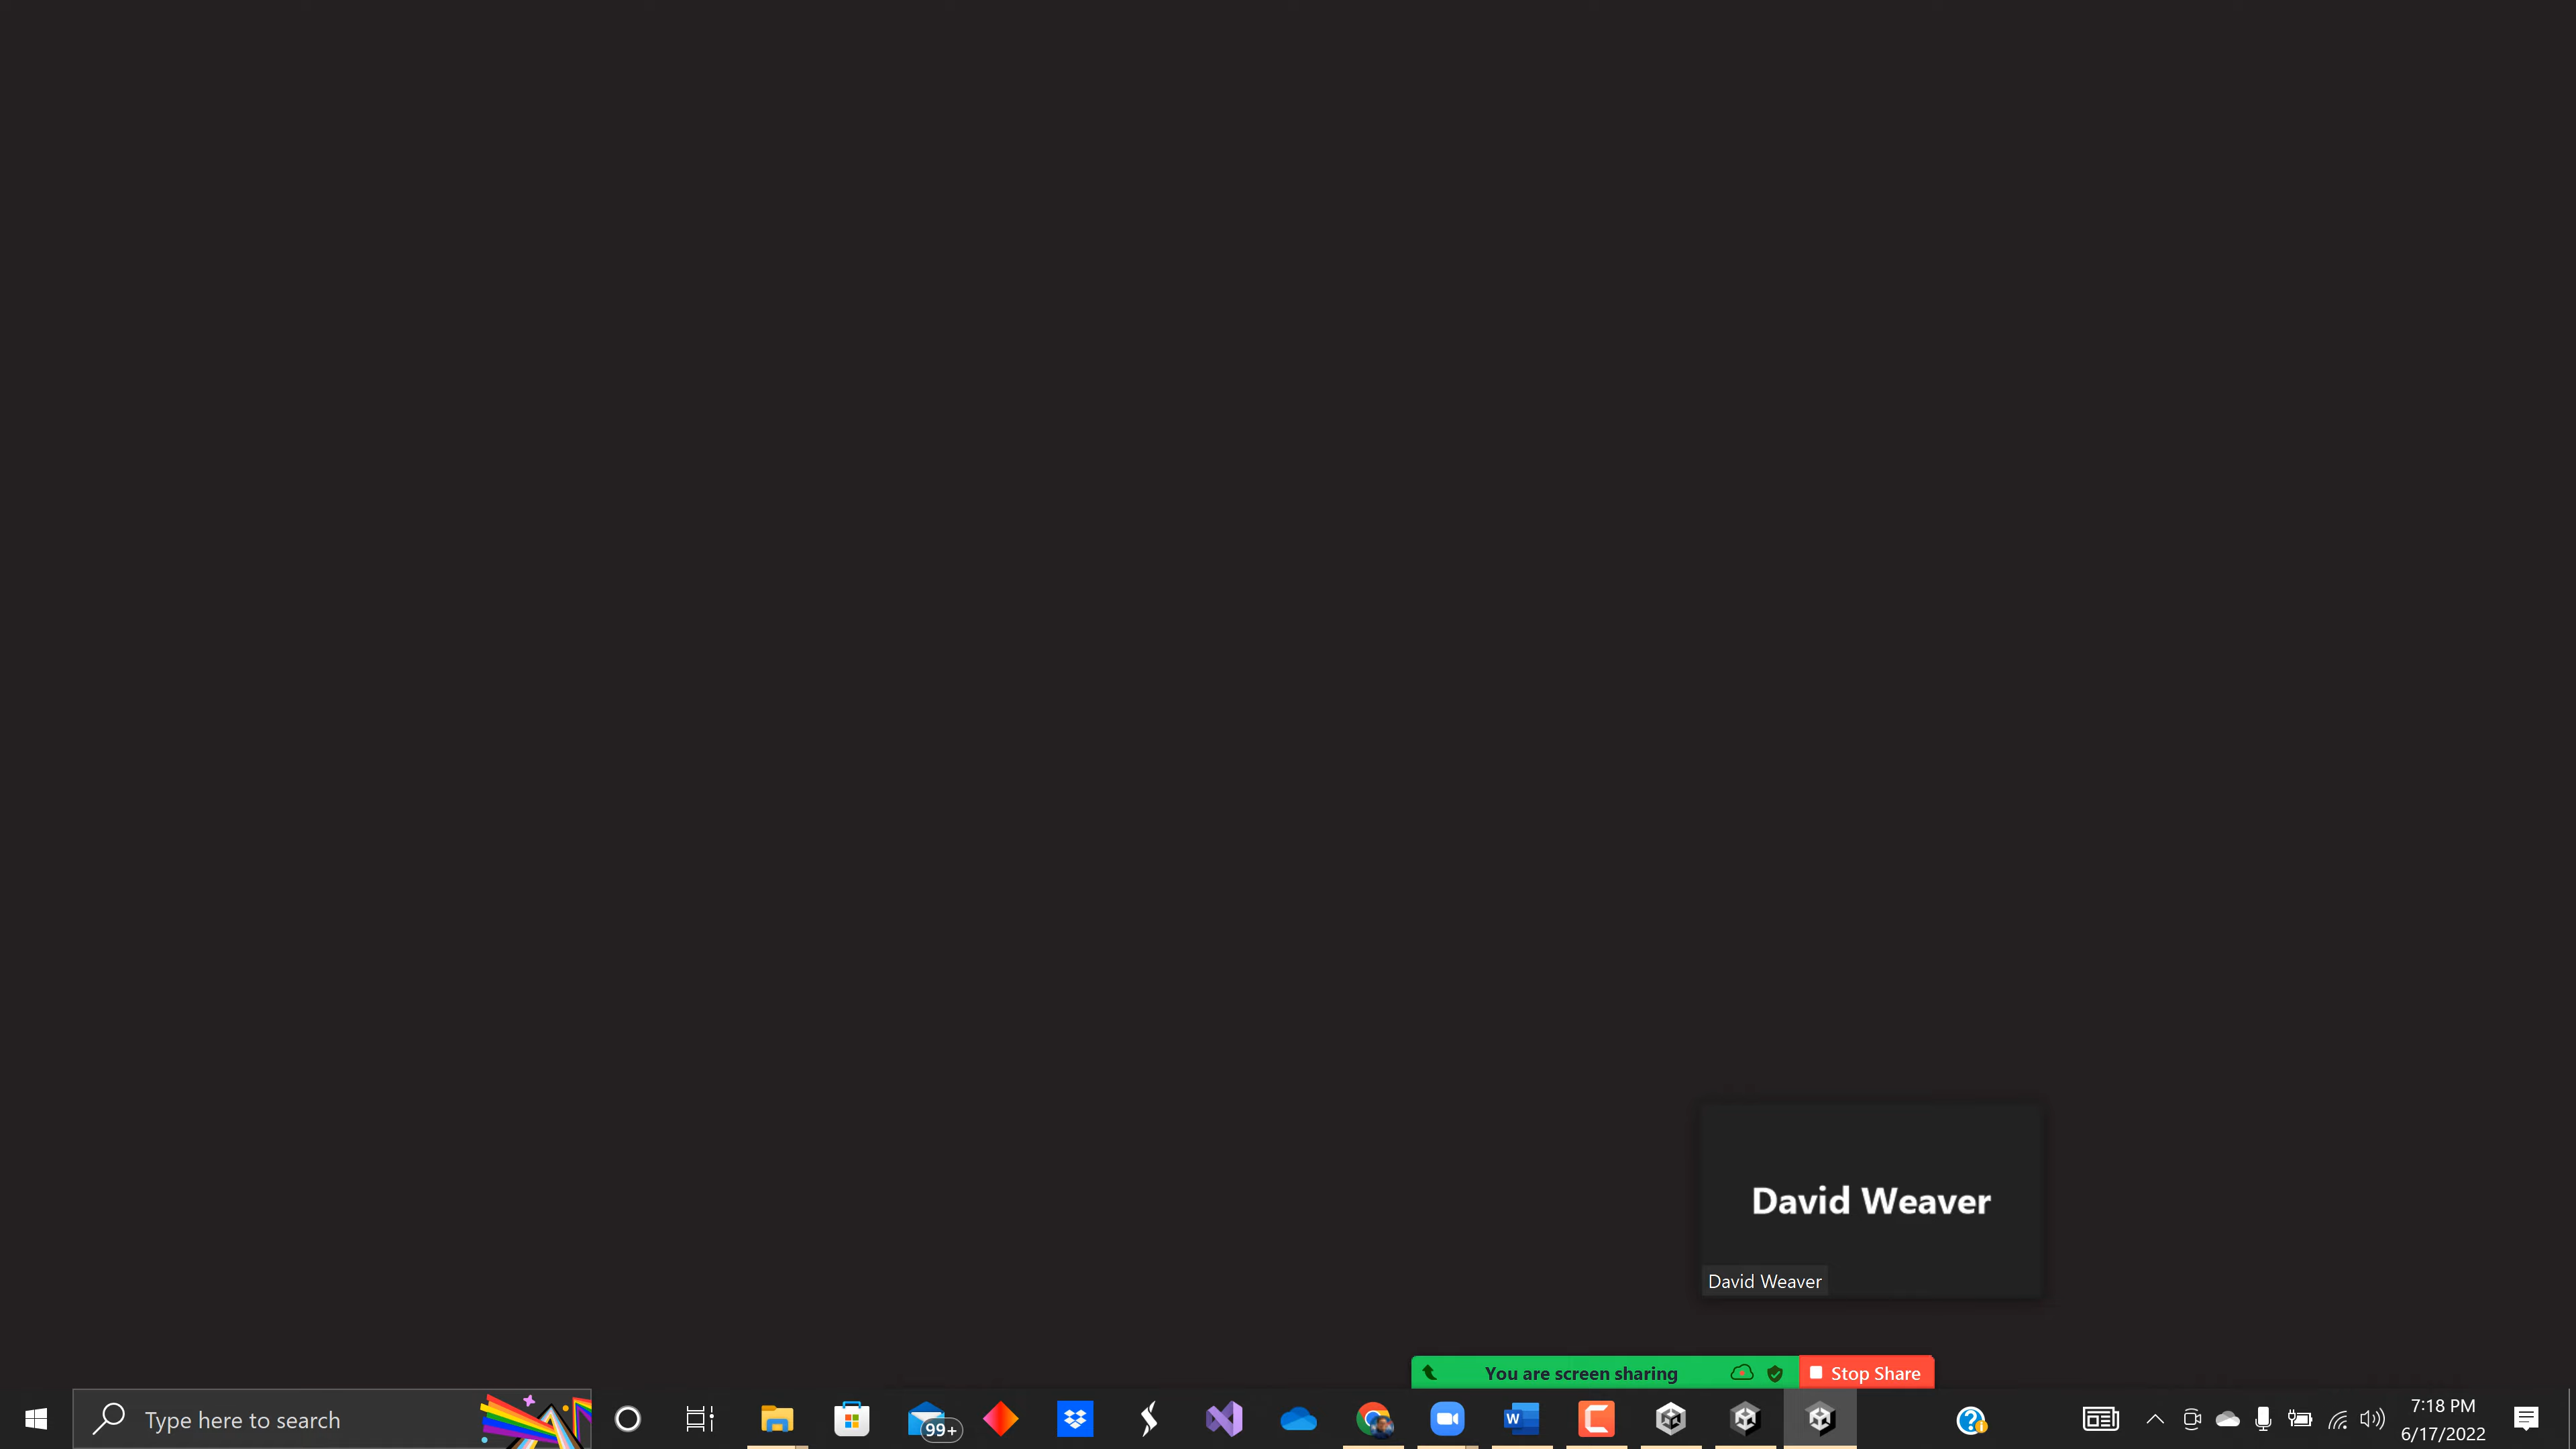 David Weaver
David Weaver
You are screen sharing
Stop Share
Type here to search
99+
W
7:18 PM
6/17/2022